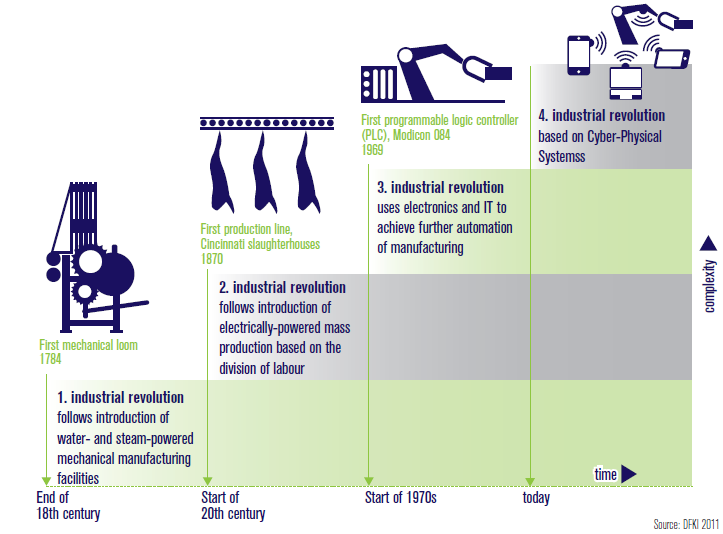 First programmable logic controller
(PLC), Modicon 084
1969
4. industrial revolution
based on Cyber-Physical
Systemss
3. industrial revolution
uses electronics and IT to
achieve further automation
of manufacturing
First production line,
Cincinnati slaughterhouses
1870
2. industrial revolution
follows introduction of
electrically-powered mass
production based on the
division of labour
First mechanical loom
1784
1. industrial revolution
follows introduction of
water- and steam-powered
mechanical manufacturing
facilities
complexity
time
End of
18th century
Start of
20th century
Start of 1970s
today
Source: DFKI 2011